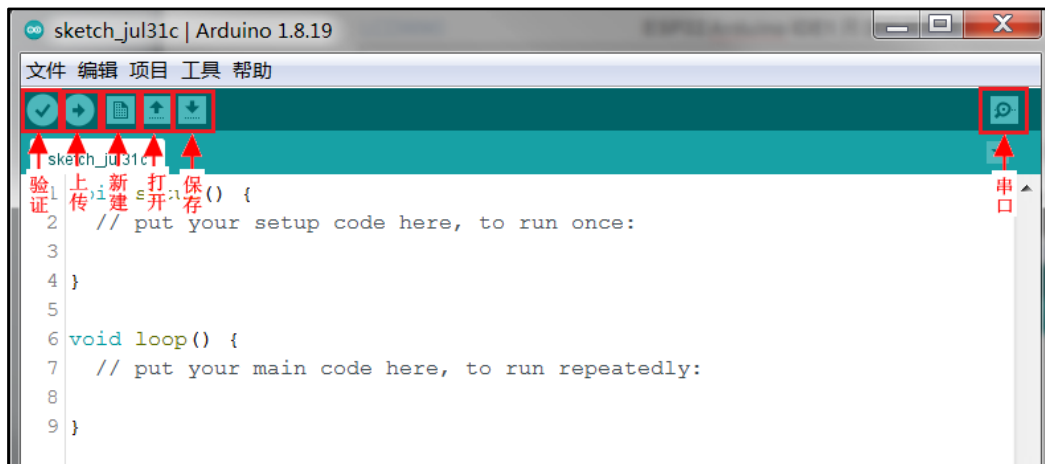 sketch_jul31c | Arduino 1.8.19
文件 编辑 项目 工具 帮助
sketch_jul31c
验证
上传
新建
打开
保存
串口
1 () {
2 // put your setup code here, to run once:
3
4 }
5
6 void loop() {
7 // put your main code here, to run repeatedly:
8
9 }